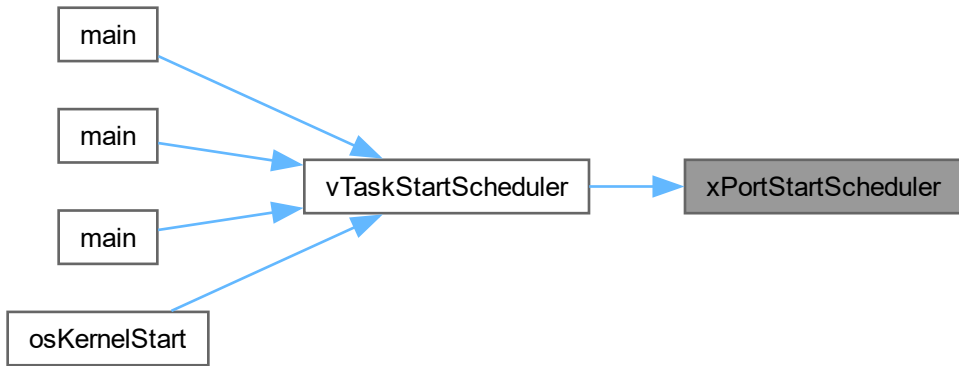 main
main
main
osKernelStart
vTaskStartScheduler
xPortStartScheduler